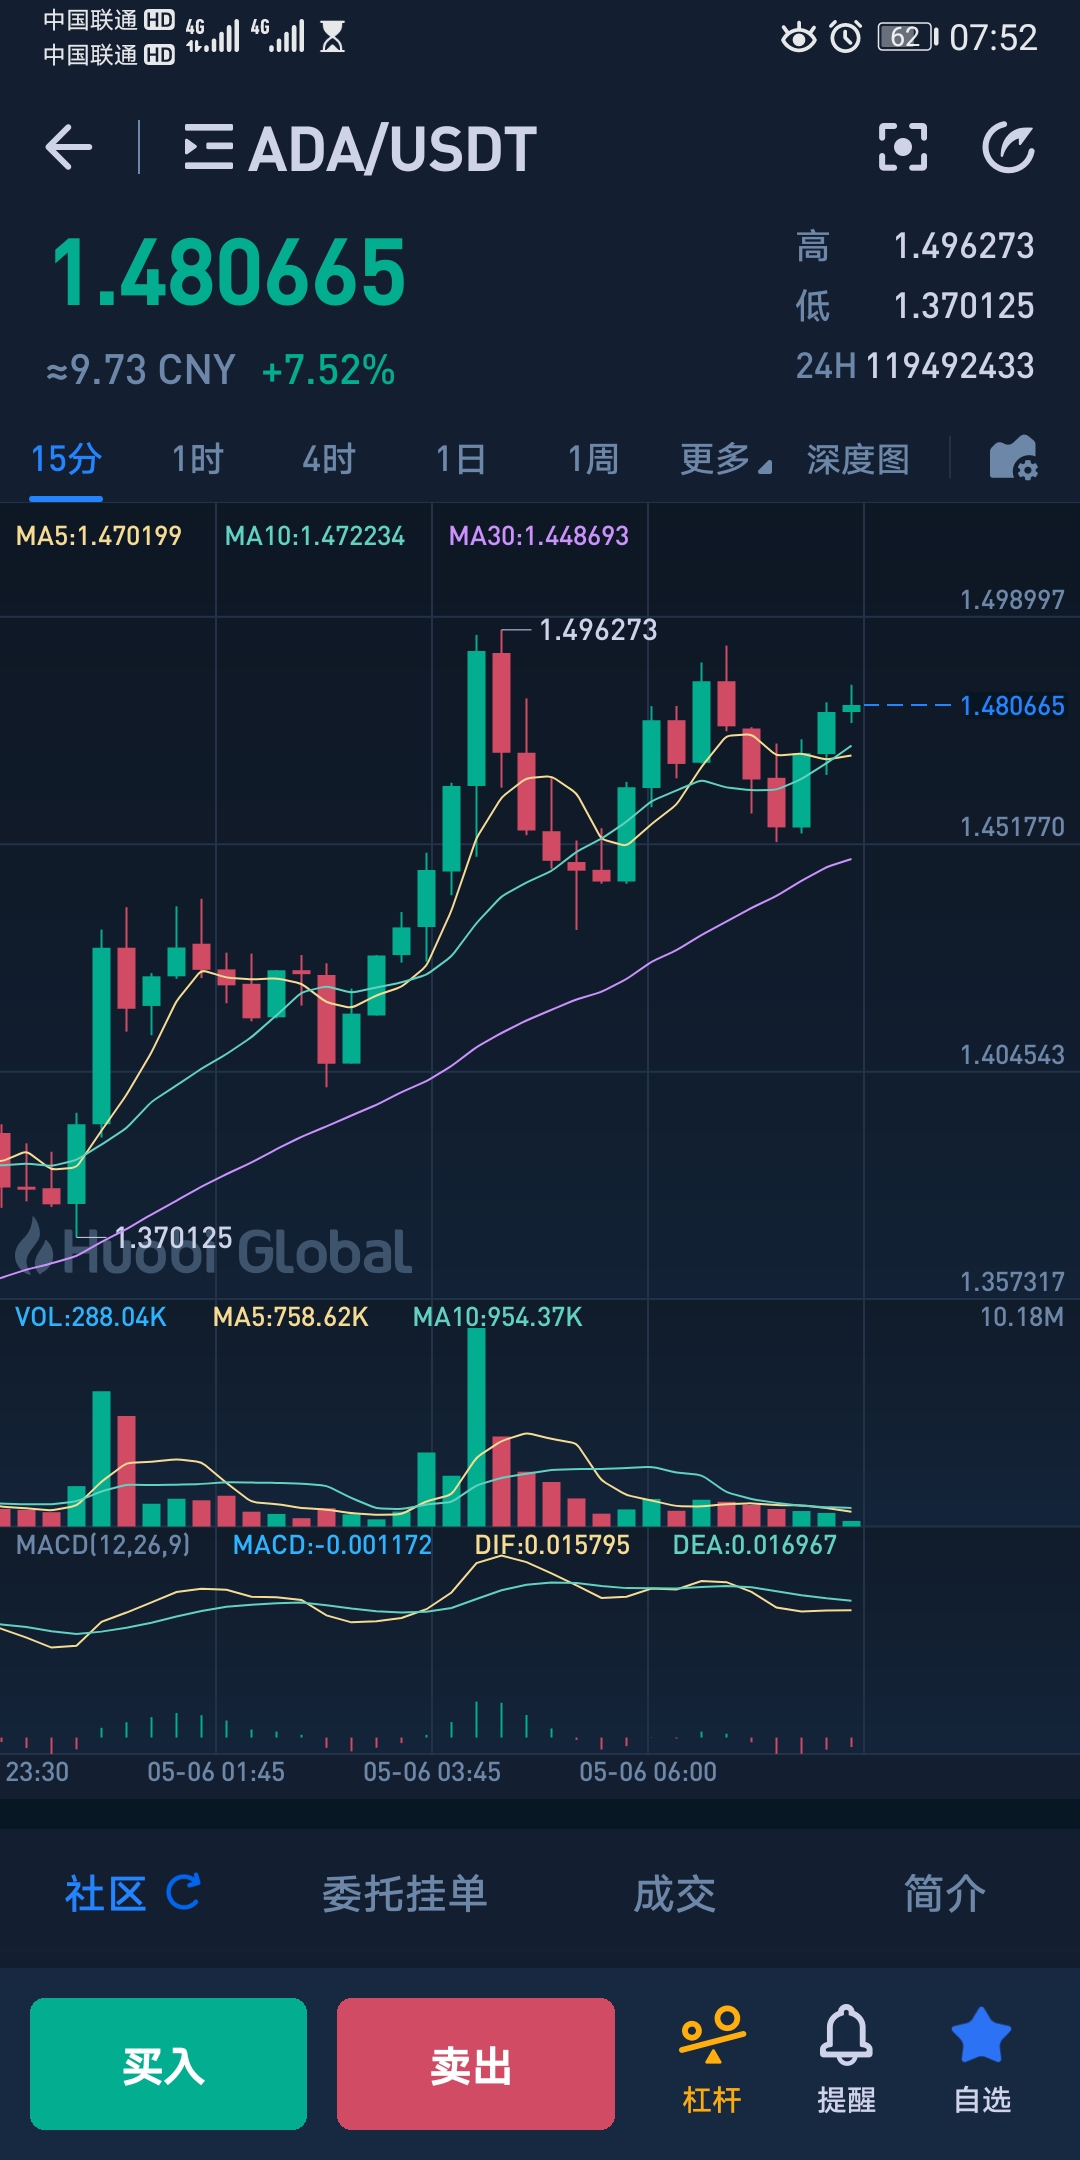 中国联通 HD 4G 4G
中国联通 HD
62 07:52
ADA/USDT
1.480665
≈9.73 CNY +7.52%
高 1.496273
低 1.370125
24H 119492433
15分 1时 4时 1日 1周 更多 深度图
MA5:1.470199 MA10:1.472234 MA30:1.448693
1.498997
1.496273
1.480665
1.451770
1.404543
1.370125
Huobi Global
1.357317
VOL:288.04K MA5:758.62K MA10:954.37K 10.18M
MACD(12,26,9) MACD:-0.001172 DIF:0.015795 DEA:0.016967
23:30 05-06 01:45 05-06 03:45 05-06 06:00
社区 委托挂单 成交 简介
买入 卖出 杠杆 提醒 自选